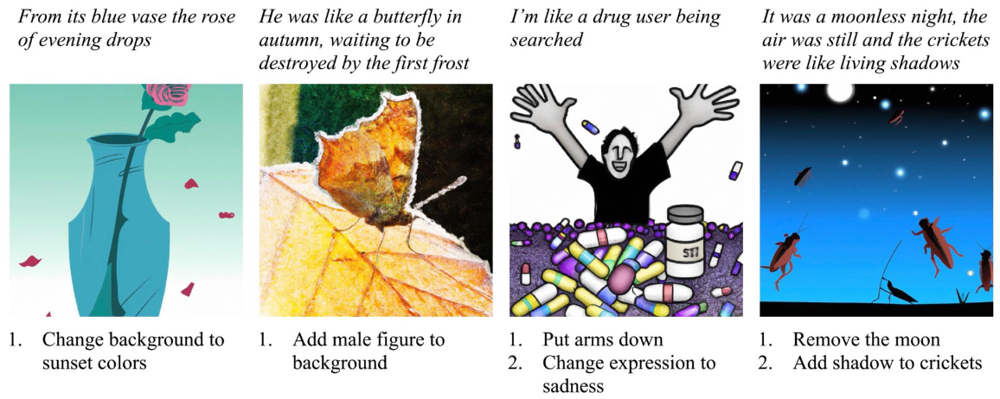 From its blue vase the rose
of evening drops
He was like a butterfly in
autumn, waiting to be
destroyed by the first frost
I'm like a drug user being
searched
It was a moonless night, the
air was still and the crickets
were like living shadows
1. Change background to
sunset colors
1. Add male figure to
background
1. Put arms down
2. Change expression to
sadness
1. Remove the moon
2. Add shadow to crickets